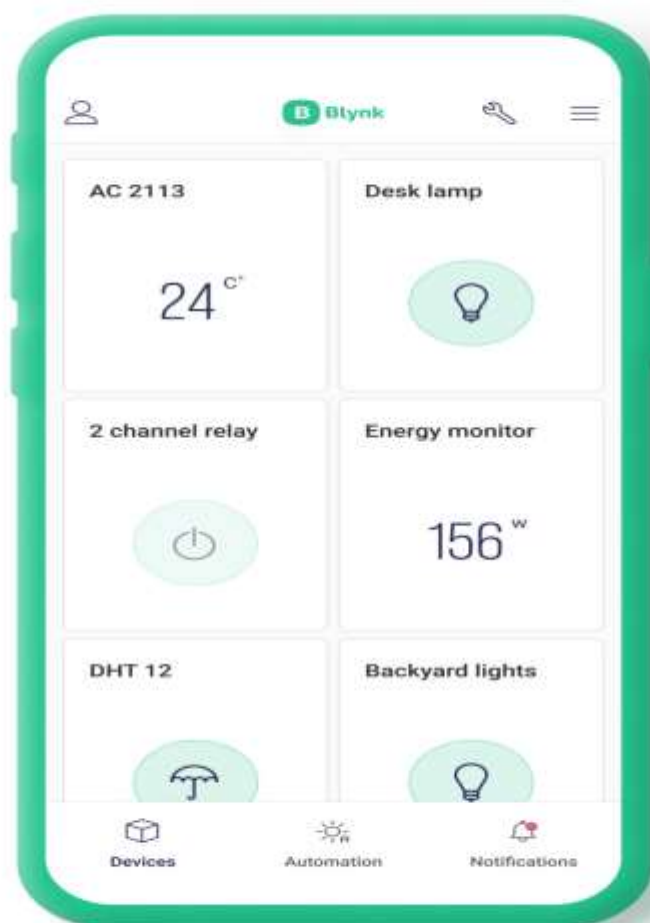 B Blynk
AC 2113
Desk lamp
24 C°
2 channel relay
Energy monitor
156 W
DHT 12
Backyard lights
Devices
Automation
Notifications